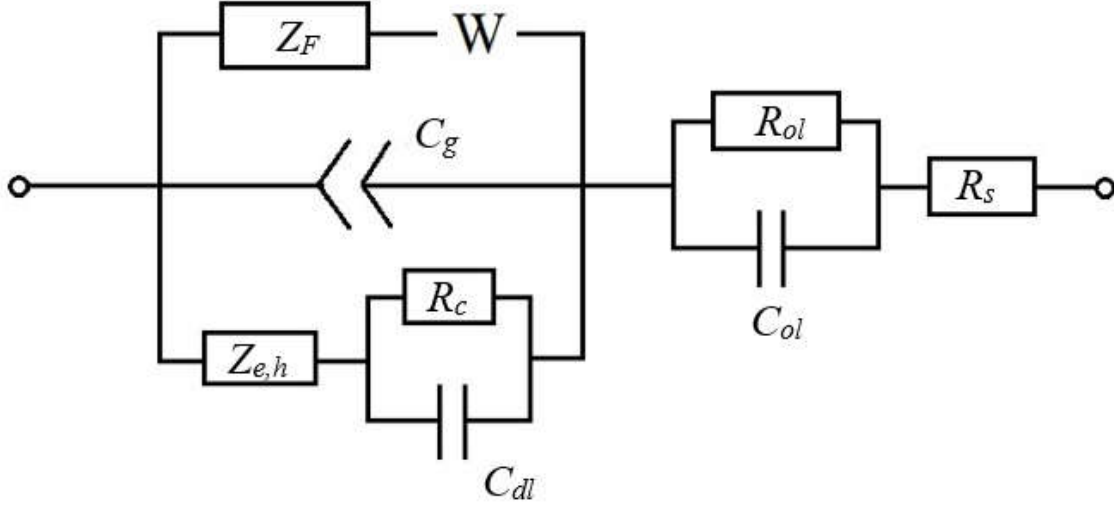 Z_F
W
C_g
R_ol
R_s
R_c
C_ol
Z_e,h
C_dl